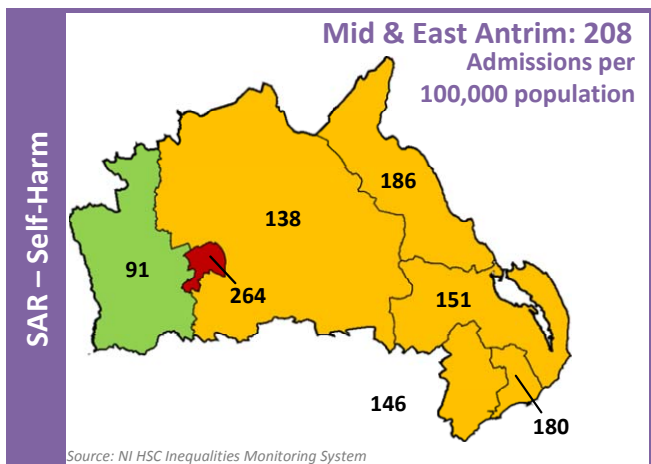 Mid & East Antrim: 208
Admissions per
100,000 population
SAR – Self-Harm
186
138
91
264
151
146
180
Source: NI HSC Inequalities Monitoring System